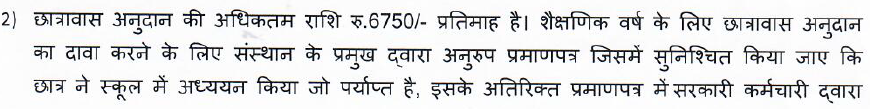 2) छात्रावास अनुदान की अधिकतम राशि रु.6750/- प्रतिमाह है। शैक्षणिक वर्ष के लिए छात्रावास अनुदान
का दावा करने के लिए संस्थान के प्रमुख द्वारा अनुरुप प्रमाणपत्र जिसमें सुनिश्चित किया जाए कि
छात्र ने स्कूल में अध्ययन किया जो पर्याप्त है, इसके अतिरिक्त प्रमाणपत्र में सरकारी कर्मचारी द्वारा